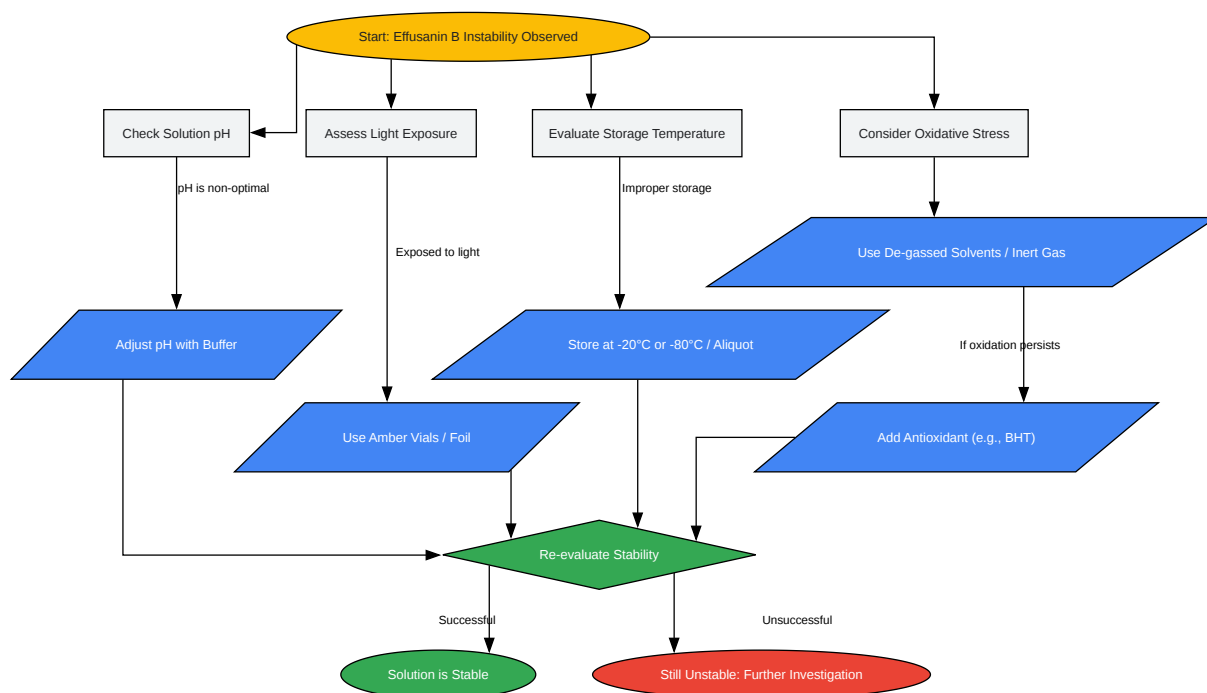 Start: Effusanin B Instability Observed
Check Solution pH
Assess Light Exposure
Evaluate Storage Temperature
Consider Oxidative Stress
pH is non-optimal
Improper storage
Exposed to light
Use De-gassed Solvents / Inert Gas
Adjust pH with Buffer
Store at -20°C or -80°C / Aliquot
If oxidation persists
Use Amber Vials / Foil
Add Antioxidant (e.g., BHT)
Re-evaluate Stability
Successful
Unsuccessful
Solution is Stable
Still Unstable: Further Investigation